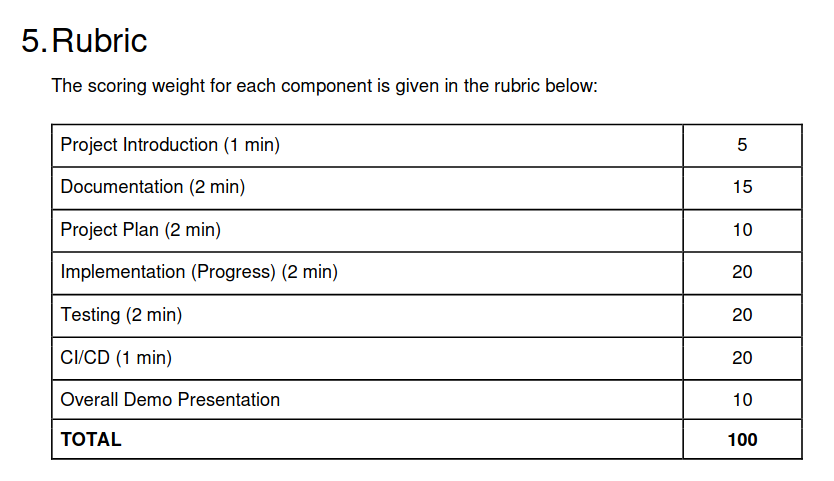 5. Rubric
The scoring weight for each component is given in the rubric below:
Project Introduction (1 min) 5
Documentation (2 min) 15
Project Plan (2 min) 10
Implementation (Progress) (2 min) 20
Testing (2 min) 20
CI/CD (1 min) 20
Overall Demo Presentation 10
TOTAL 100